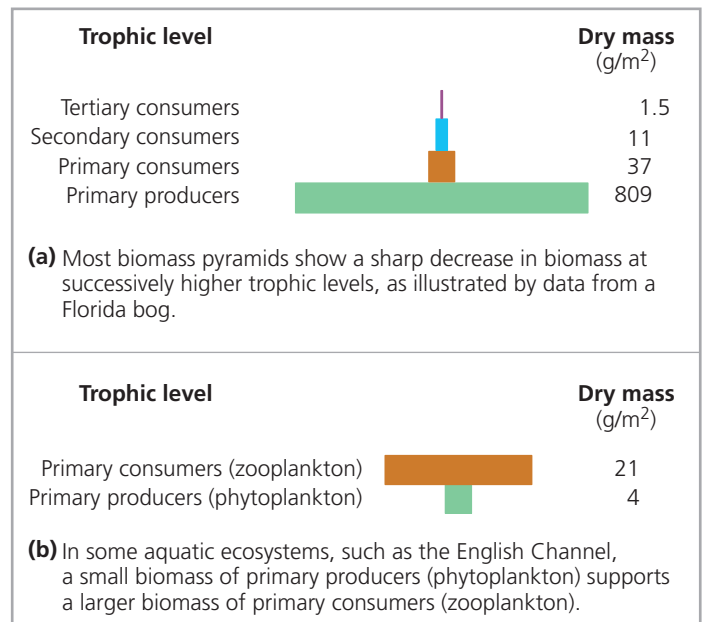 Trophic level Dry mass
(g/m²)
Tertiary consumers 1.5
Secondary consumers 11
Primary consumers 37
Primary producers 809
(a) Most biomass pyramids show a sharp decrease in biomass at
successively higher trophic levels, as illustrated by data from a
Florida bog.
Trophic level Dry mass
(g/m²)
Primary consumers (zooplankton) 21
Primary producers (phytoplankton) 4
(b) In some aquatic ecosystems, such as the English Channel,
a small biomass of primary producers (phytoplankton) supports
a larger biomass of primary consumers (zooplankton).